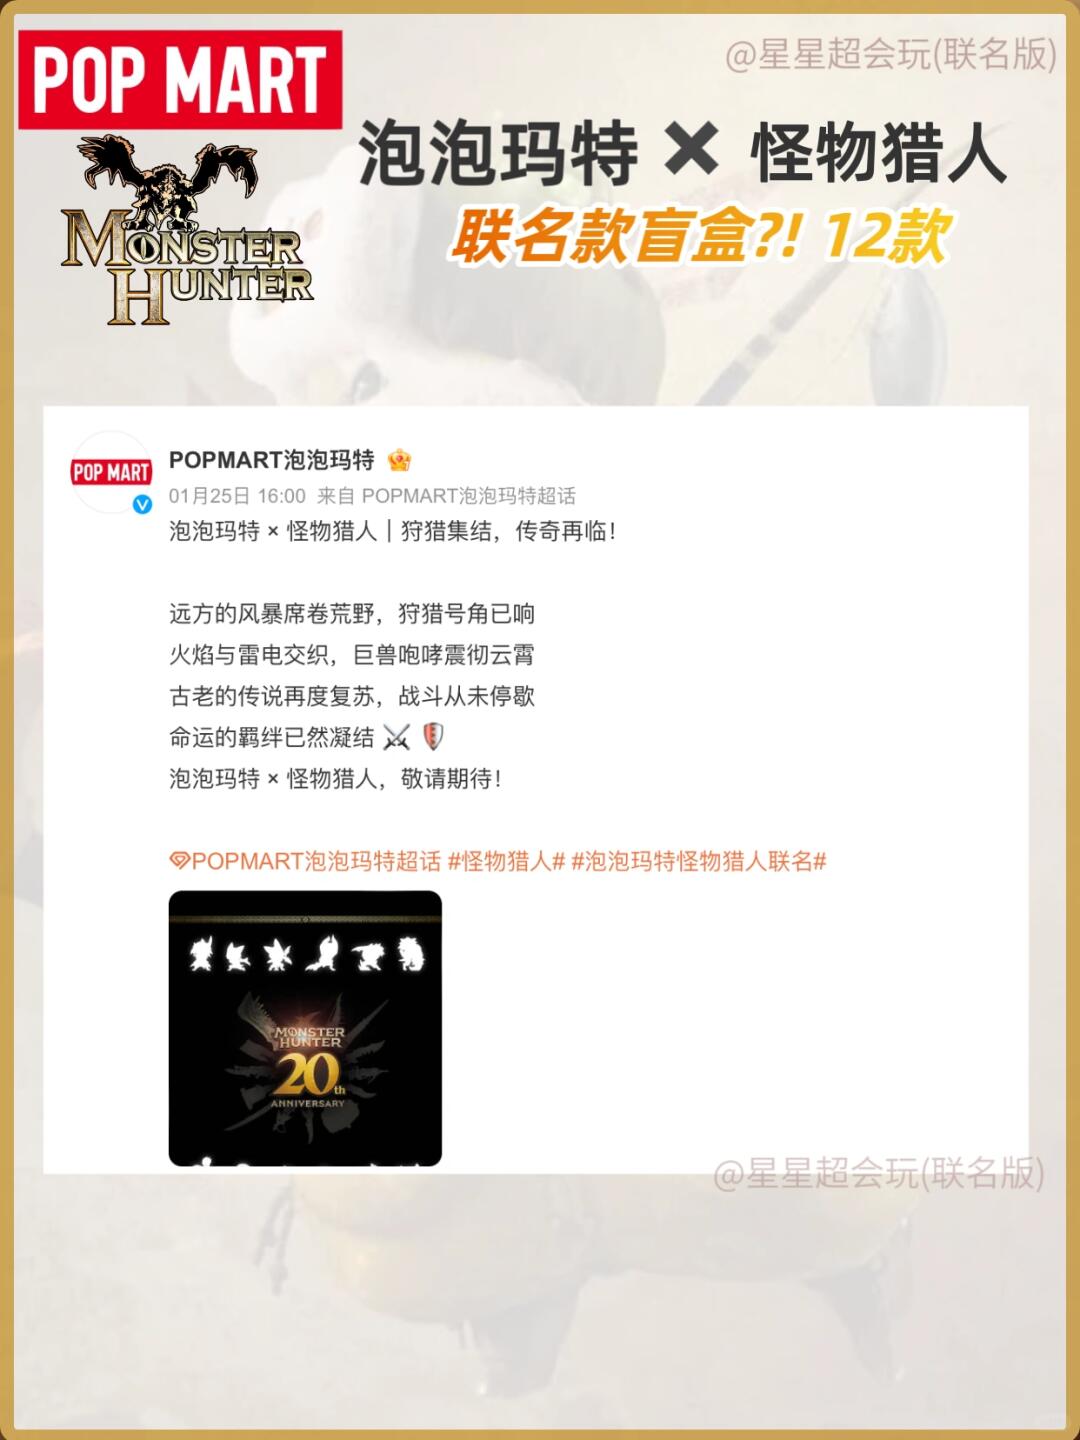 @星星超会玩(联名版)
POP MART
MONSTER
HUNTER
泡泡玛特 ✖ 怪物猎人
联名款盲盒?! 12款
POP MART
POPMART泡泡玛特
01月25日 16:00 来自 POPMART泡泡玛特超话
泡泡玛特 × 怪物猎人｜狩猎集结，传奇再临！
远方的风暴席卷荒野，狩猎号角已响
火焰与雷电交织，巨兽咆哮震彻云霄
古老的传说再度复苏，战斗从未停歇
命运的羁绊已然凝结 ⚔️ 🛡️
泡泡玛特 × 怪物猎人，敬请期待！
POPMART泡泡玛特超话 #怪物猎人# #泡泡玛特怪物猎人联名#
MONSTER
HUNTER
20th
ANNIVERSARY
@星星超会玩(联名版)